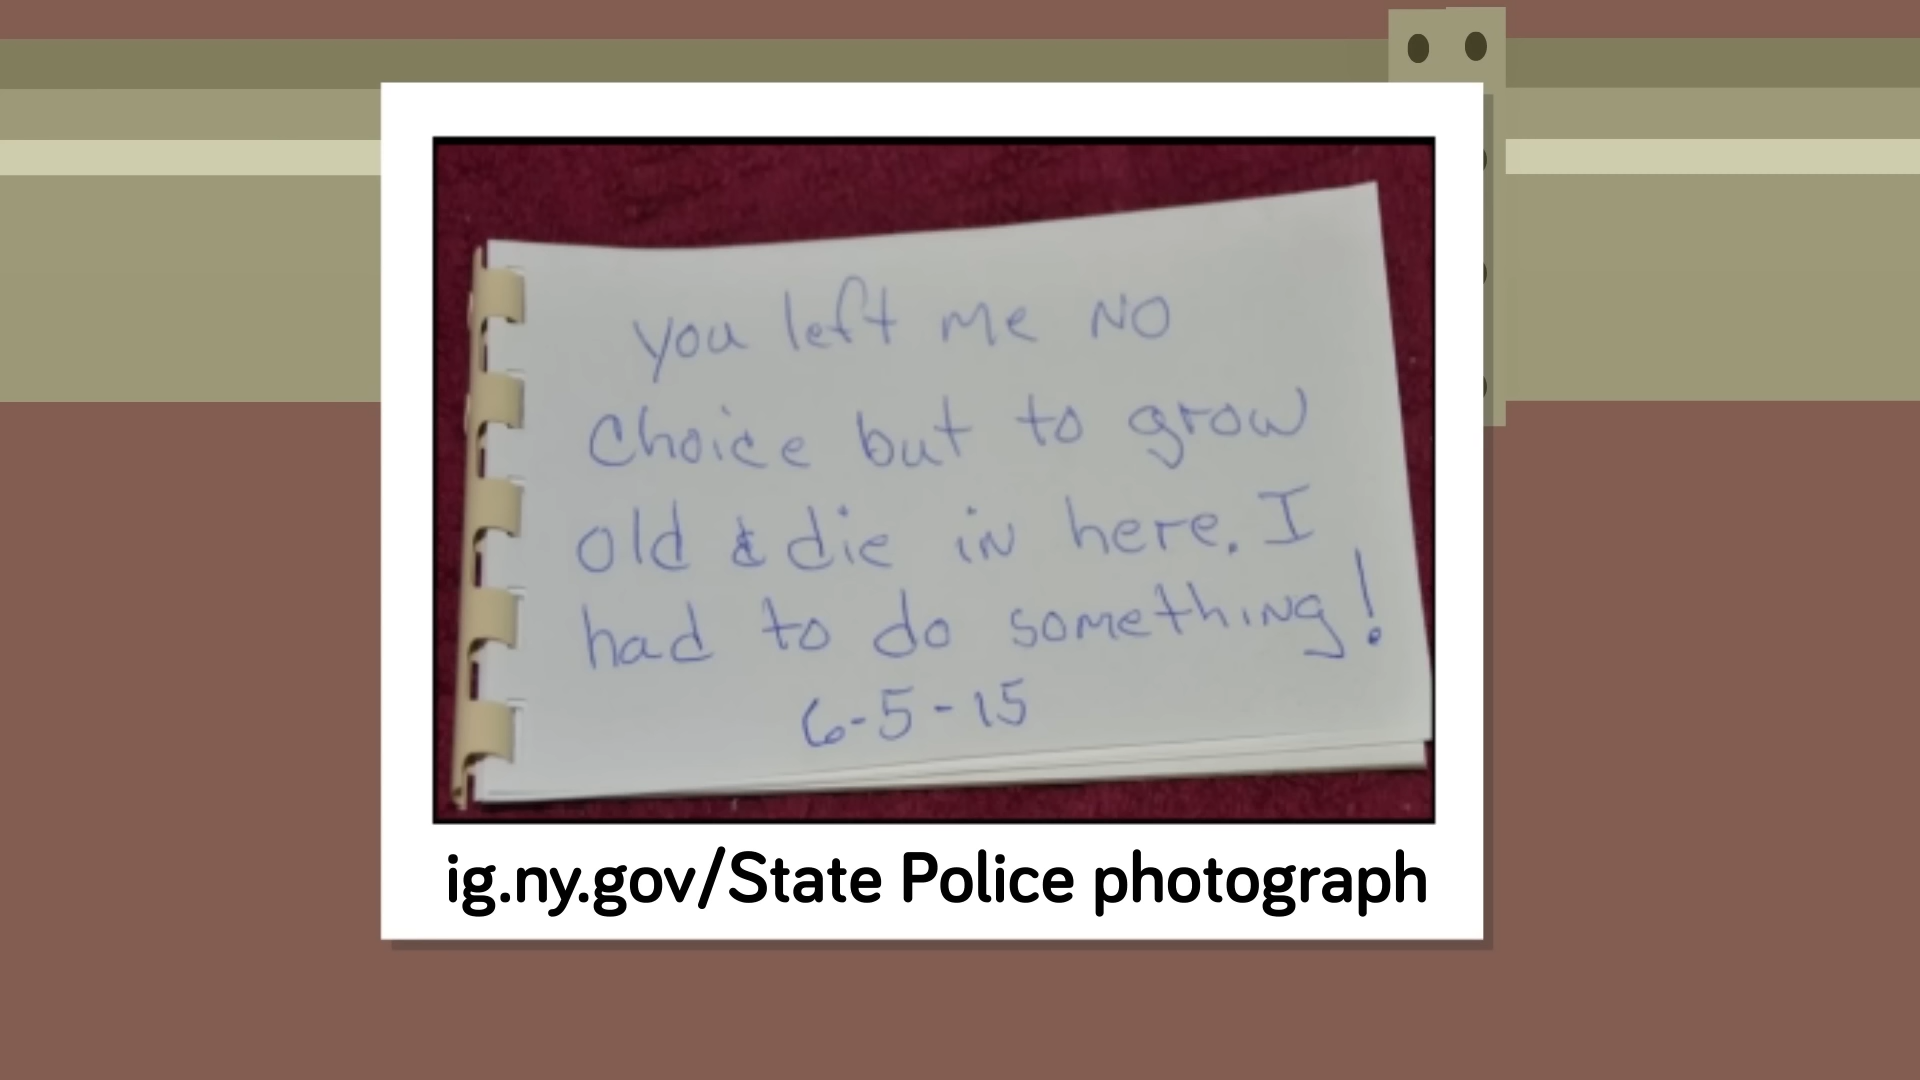 you left me NO
Choice but to grow
old & die in here. I
had to do something!
6-5-15
ig.ny.gov/State Police photograph